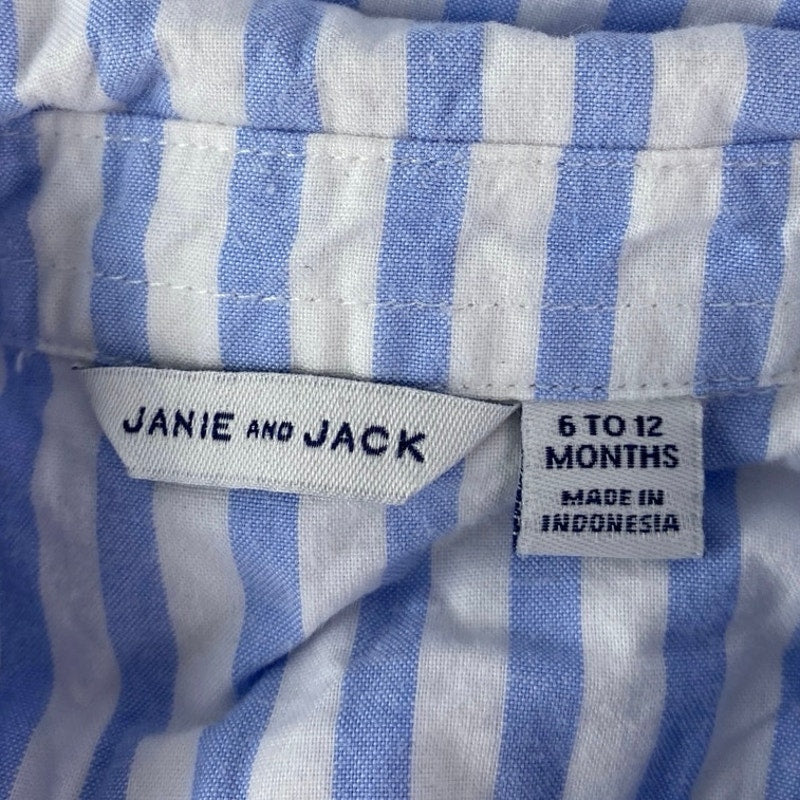 JANIE AND JACK
6 TO 12
MONTHS
MADE IN
INDONESIA